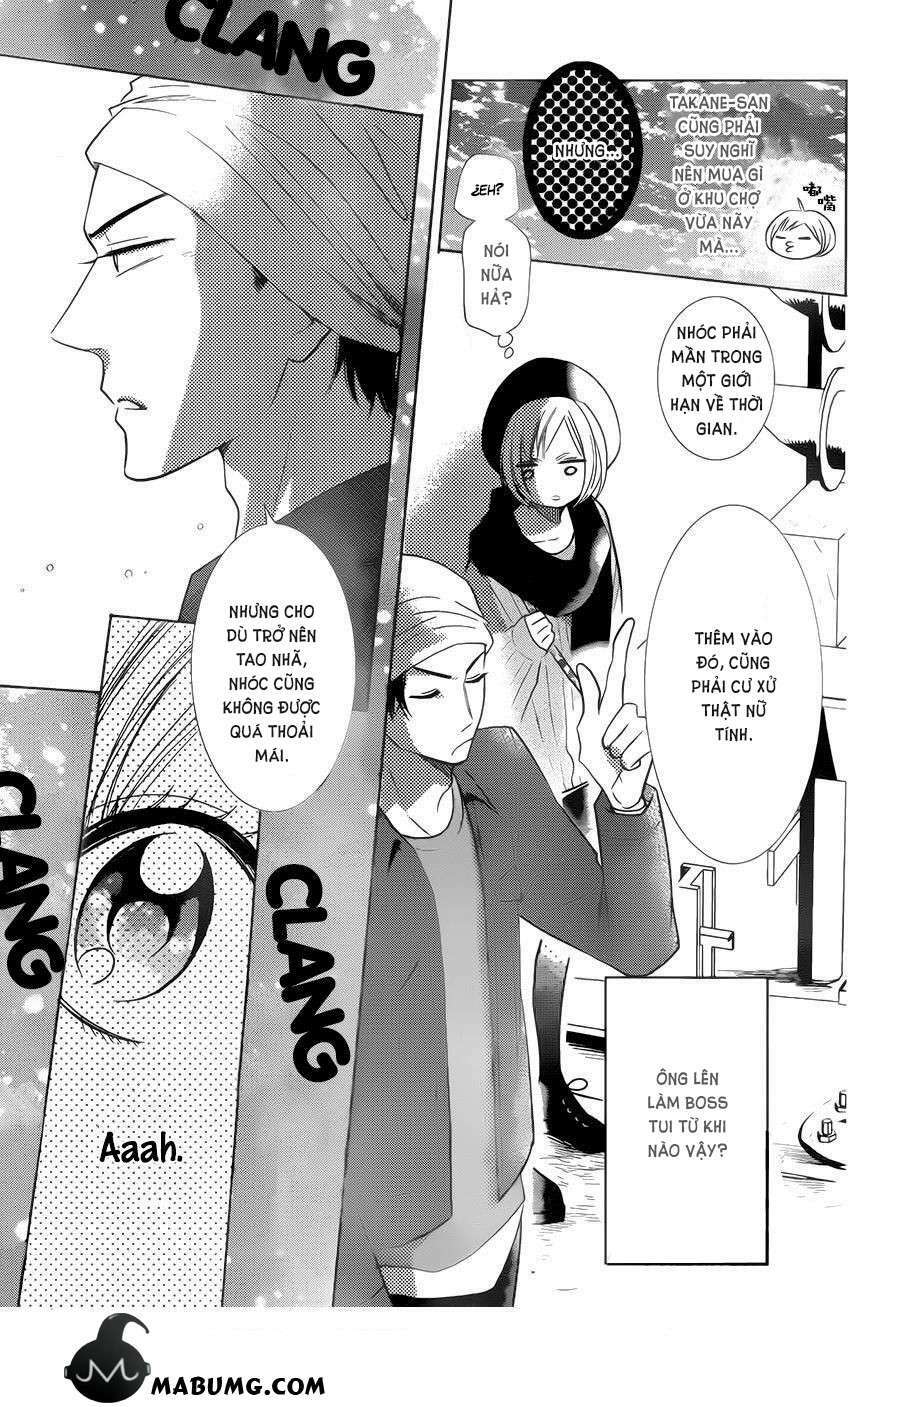 CLANG
TAKANE-SAN
CŨNG PHẢI
SUY NGHĨ
NÊN MUA GÌ
Ở KHU CHỢ
VỪA NÃY
MÀ...
嘟
嘴
NHƯNG...
¿EH?
NÓI
NỮA
HẢ?
NHÓC PHẢI
MẦN TRONG
MỘT GIỚI
HẠN VỀ THỜI
GIAN.
THÊM VÀO
ĐÓ, CŨNG
PHẢI CƯ XỬ
THẬT NỮ
TÍNH.
NHƯNG CHO
DÙ TRỞ NÊN
TAO NHÃ,
NHÓC CŨNG
KHÔNG ĐƯỢC
QUÁ THOẢI
MÁI.
CLANG
CLANG
ÔNG LÊN
LÀM BOSS
TUI TỪ KHI
NÀO VẬY?
Aaah.
M
MABUMG.COM